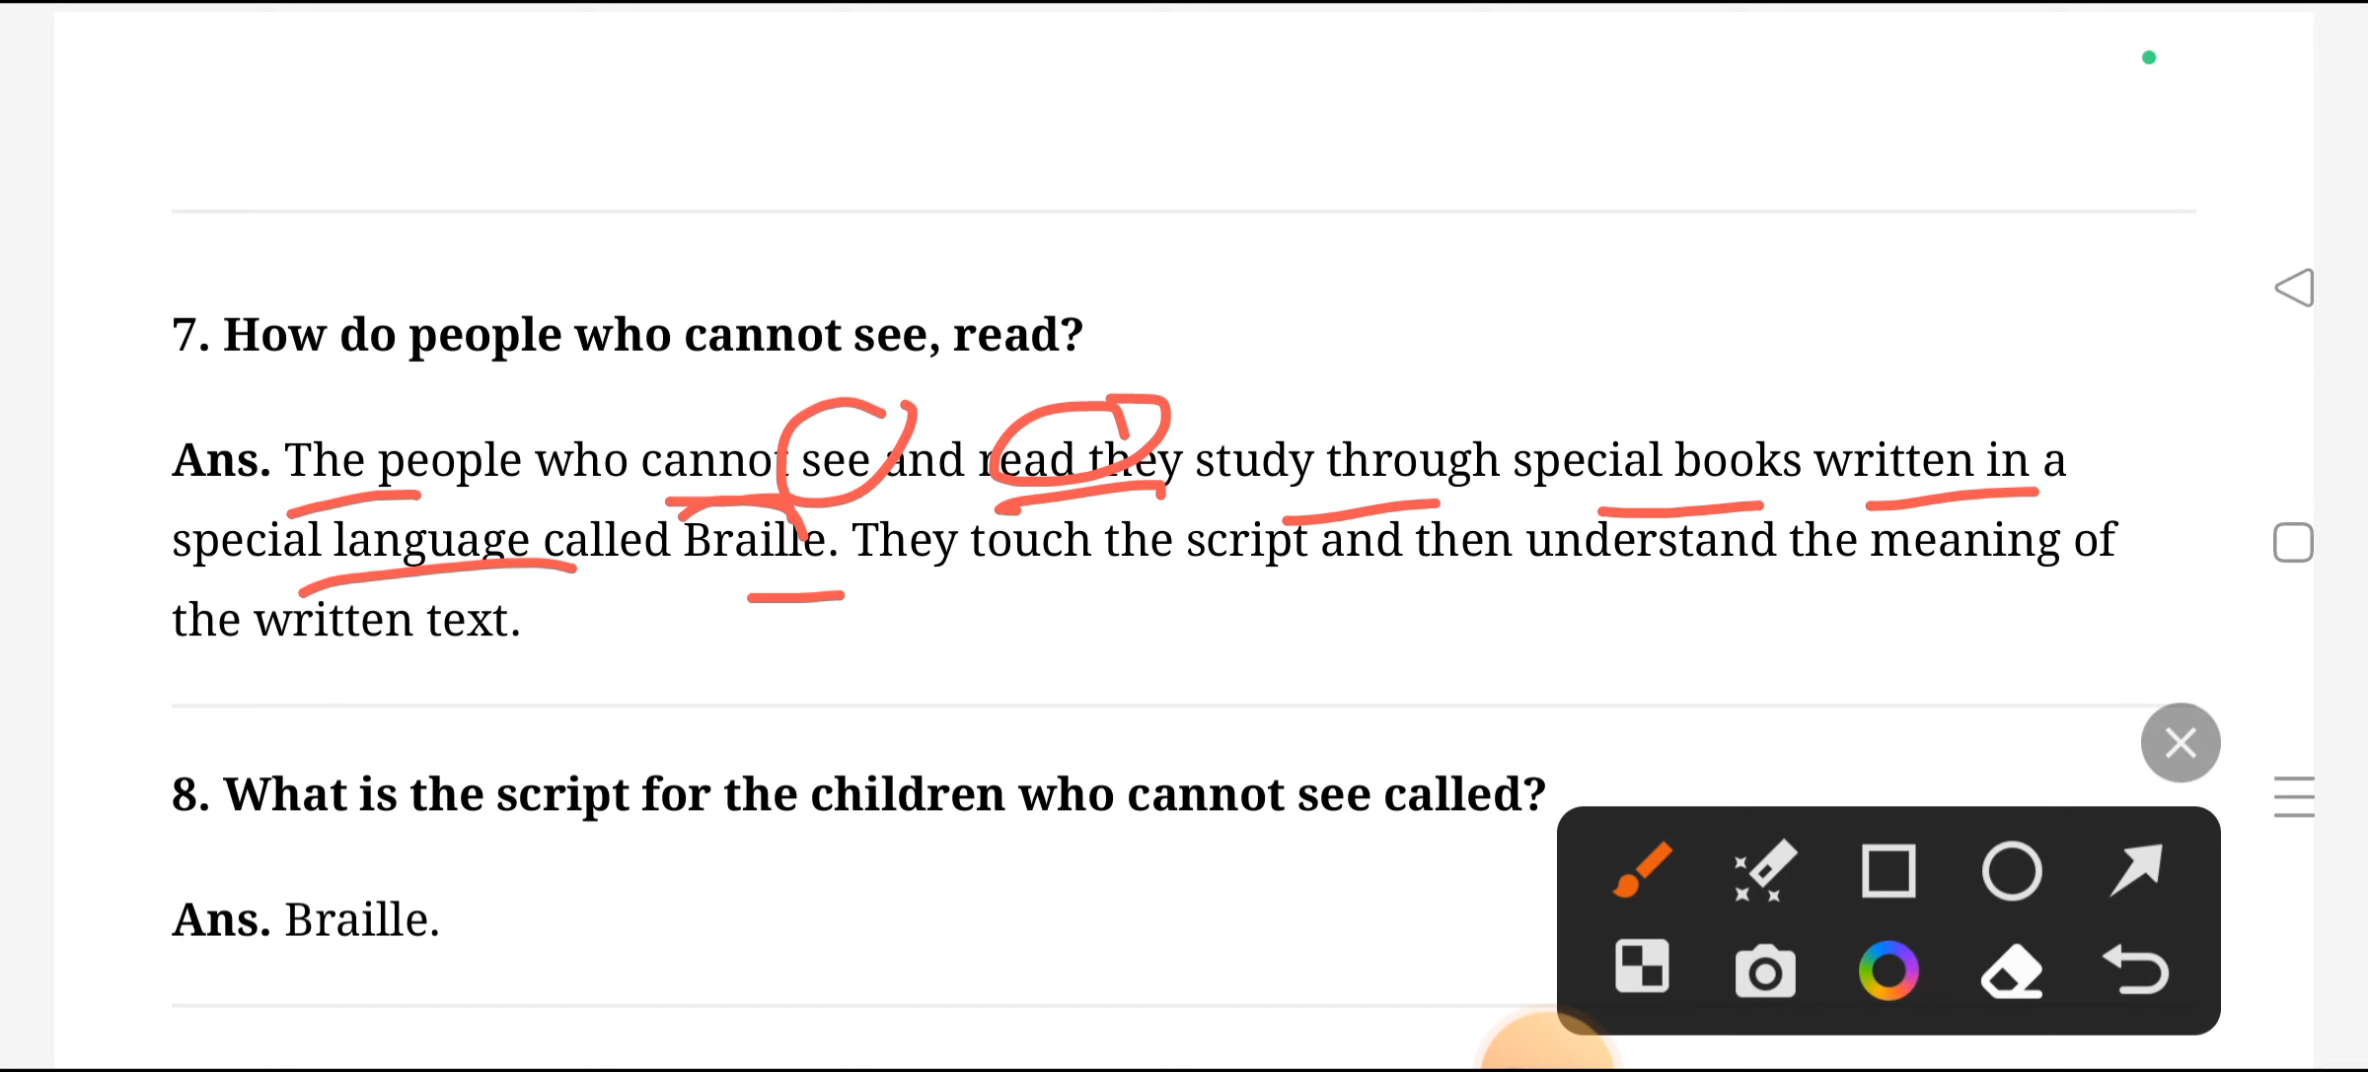 7. How do people who cannot see, read?
Ans. The people who cannot see and read they study through special books written in a
special language called Braille. They touch the script and then understand the meaning of
the written text.
8. What is the script for the children who cannot see called?
Ans. Braille.